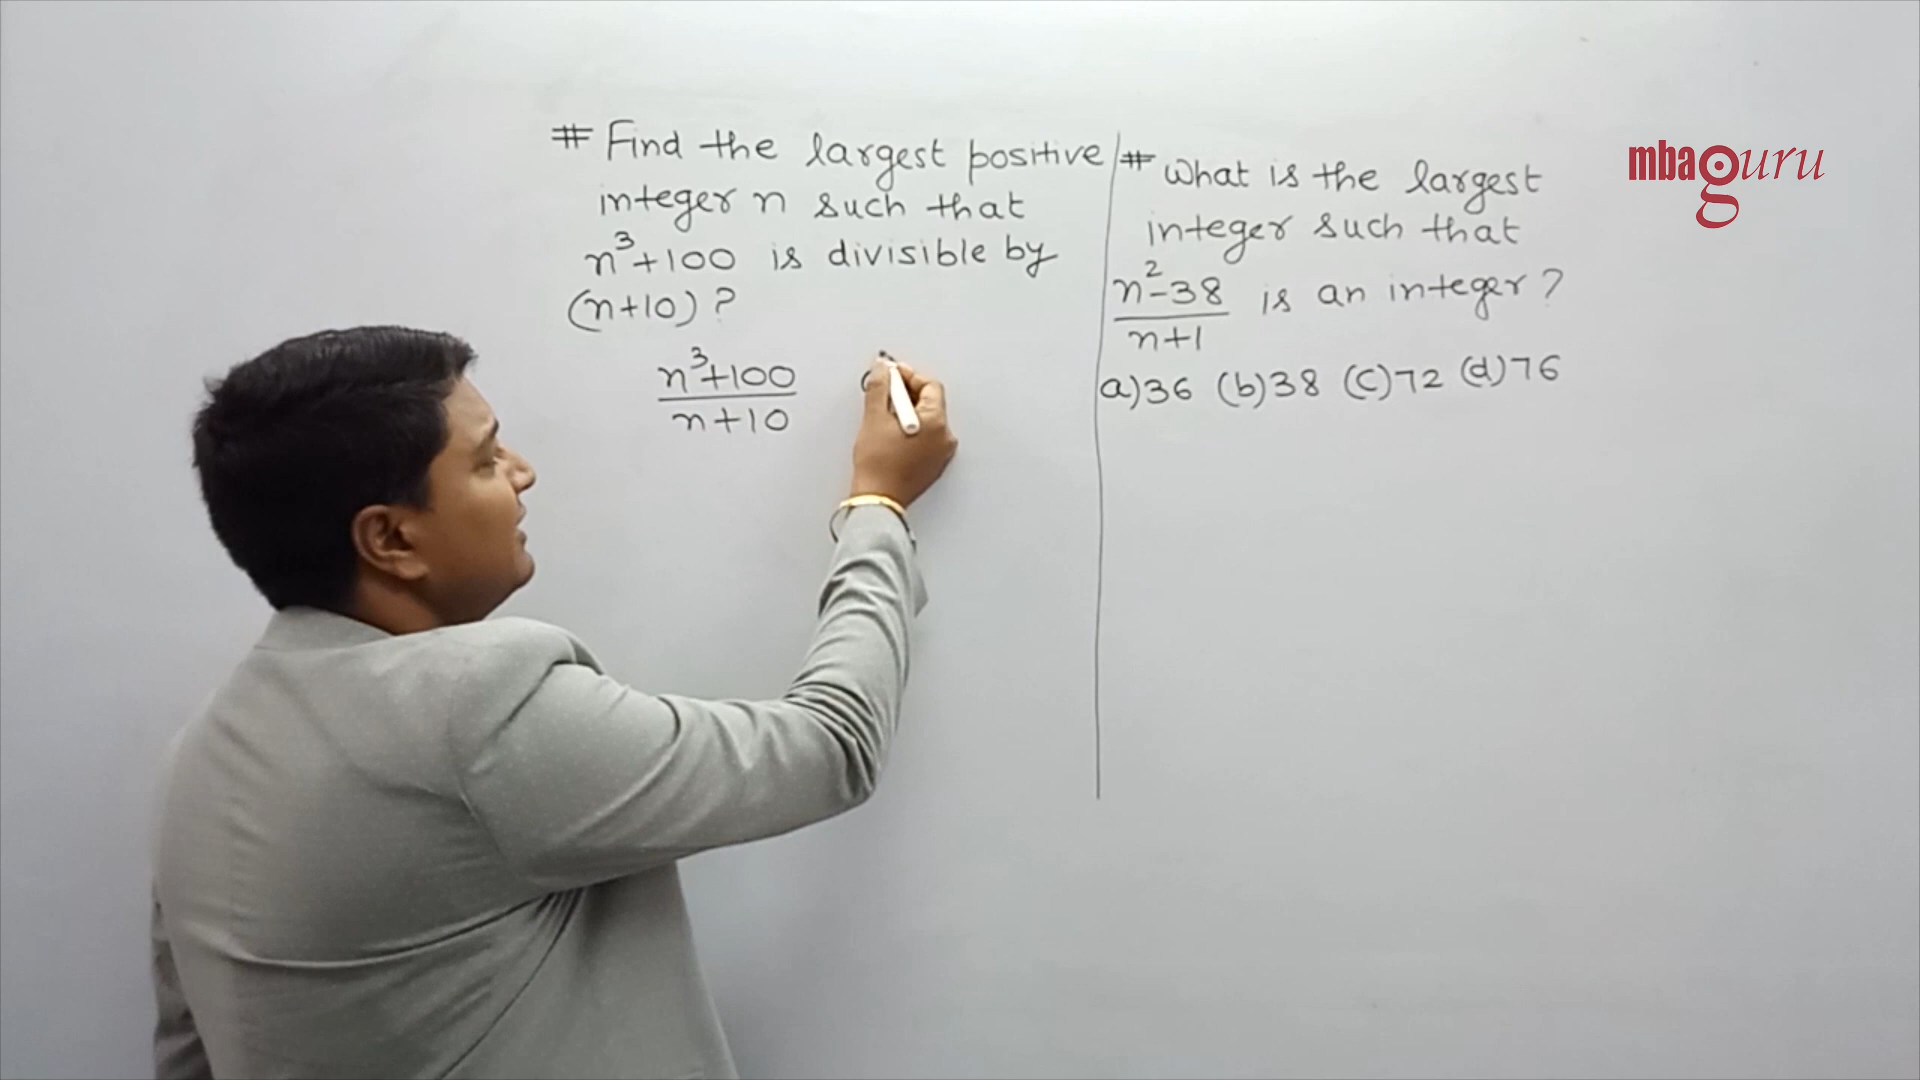 # Find the largest positive
integer n such that
n³+100 is divisible by
(n+10) ?
n³+100
n+10
# What is the largest
integer such that
n²-38
n+1
is an integer?
a)36 (b)38 (c)72 (d)76
mbaguru